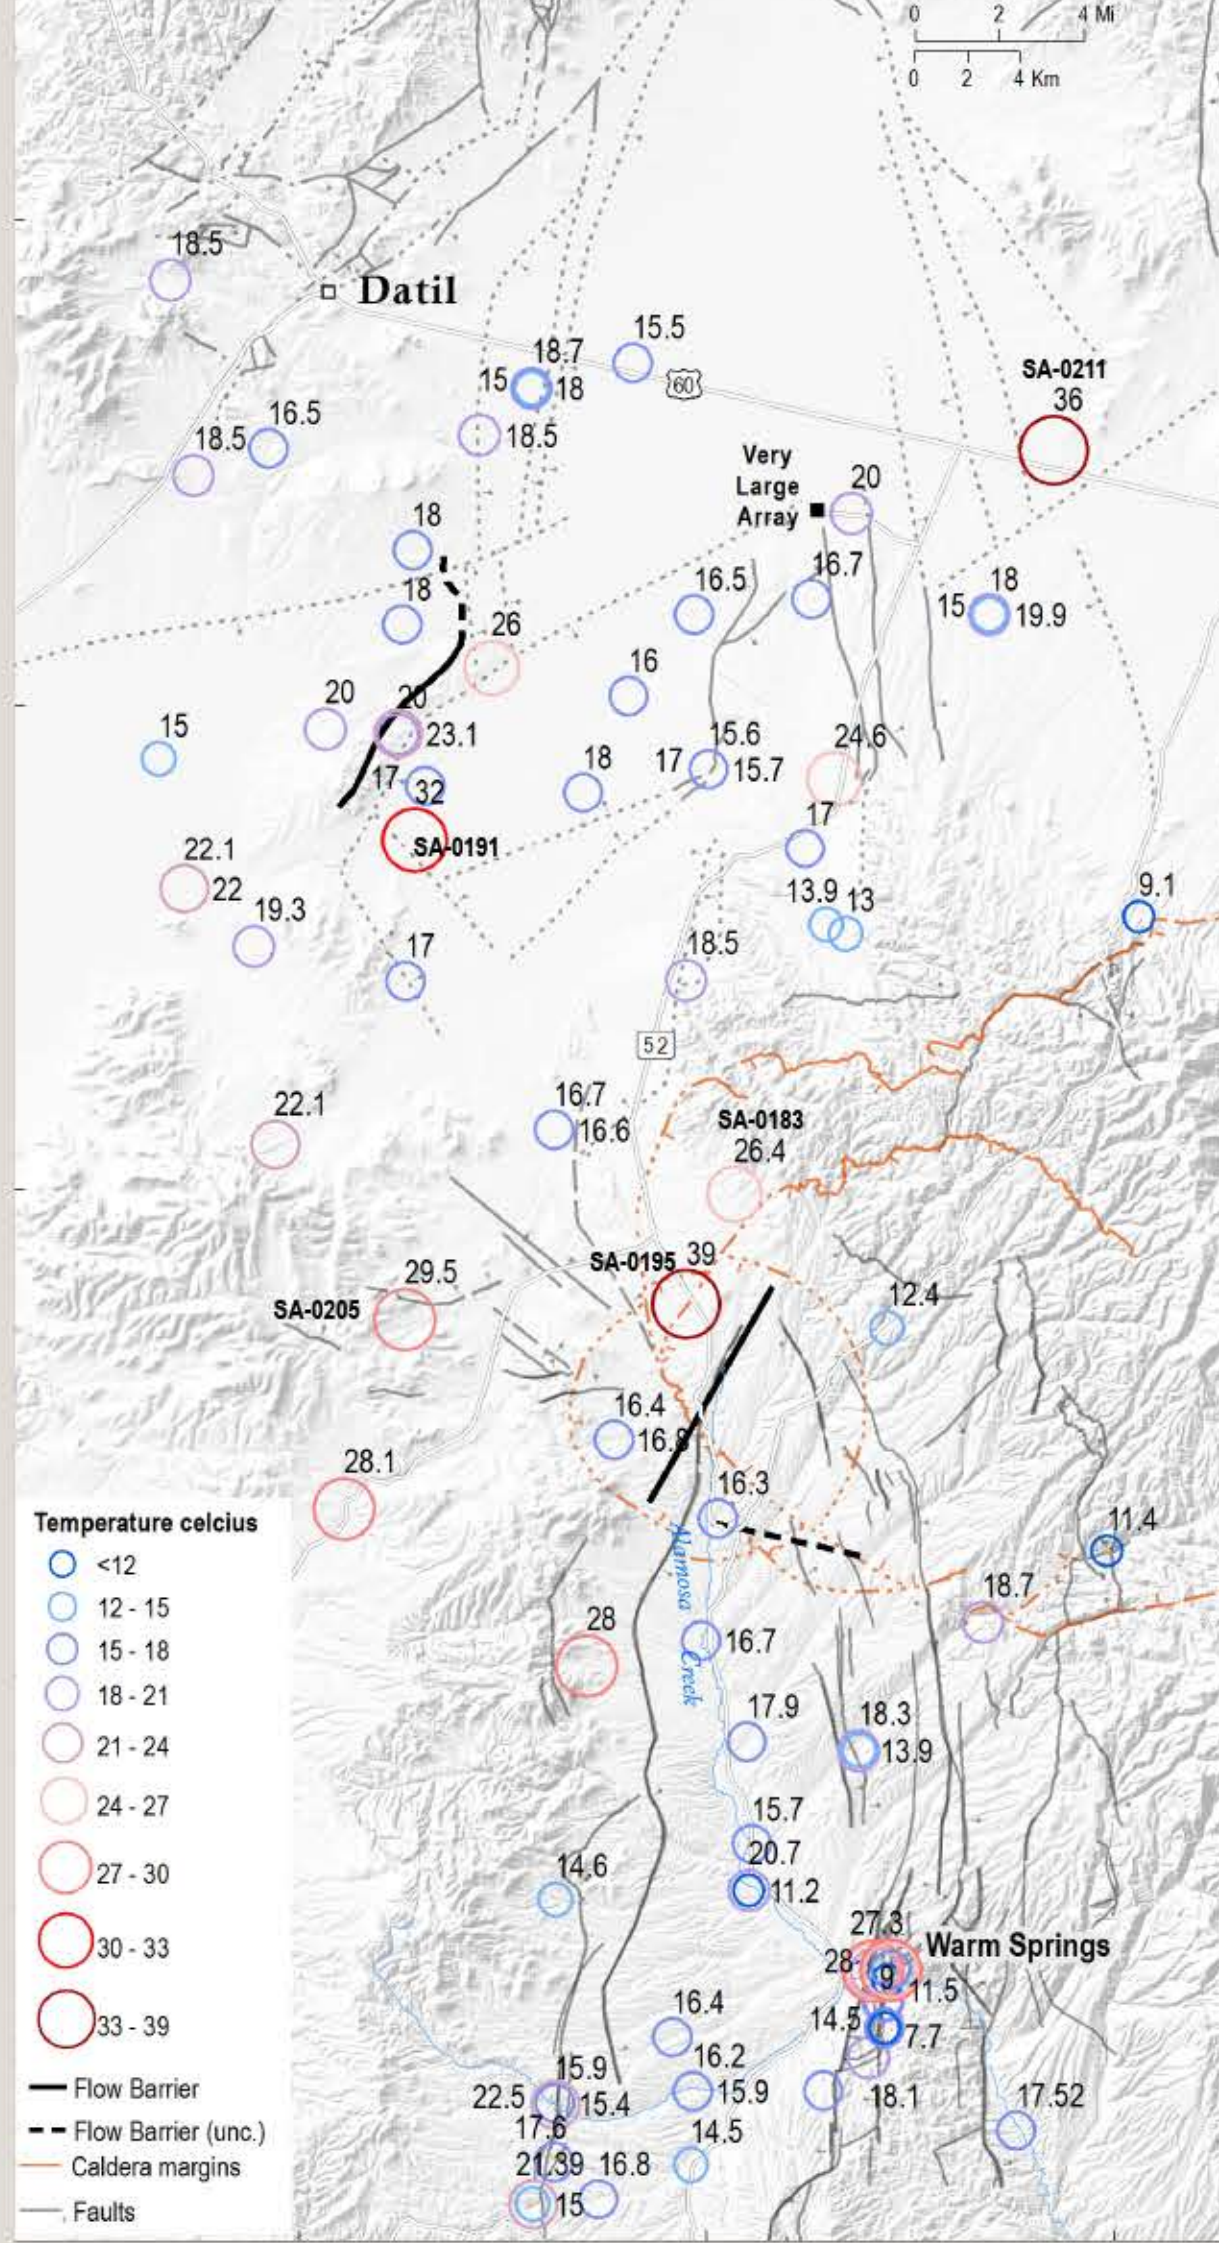 0 2 4 Mi
0 2 4 Km
18.5
Datil
15.5
18.7
15 18
60
SA-0211
36
16.5
18.5
18.5
Very
Large
Array
20
18
16.5
16.7
18
15 19.9
18
26
16
20
20
23.1
15
15.6
17 15.7
24.6
17
32
18
SA-0191
17
22.1
22
13.9 13
9.1
19.3
17
18.5
52
16.7
16.6
22.1
SA-0183
26.4
SA-0195 39
29.5
SA-0205
12.4
16.4
16.8
28.1
16.3
11.4
Alamosa
Creek
18.7
28
16.7
17.9
18.3
13.9
15.7
20.7
11.2
14.6
27.3
Warm Springs
28 9 11.5
14.5 7.7
16.4
16.2
15.9
18.1
17.52
15.9
22.5 15.4
17.6
14.5
21.39 16.8
15
Temperature celcius
<12
12 - 15
15 - 18
18 - 21
21 - 24
24 - 27
27 - 30
30 - 33
33 - 39
Flow Barrier
Flow Barrier (unc.)
Caldera margins
Faults